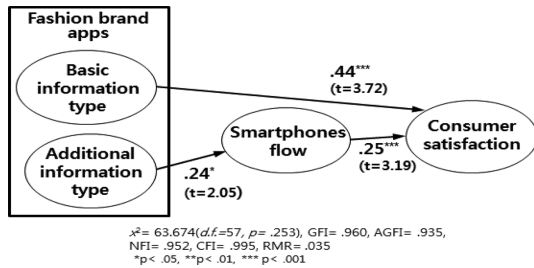 Fashion brand
apps
Basic
information
type
Additional
information
type
.44***
(t=3.72)
Smartphones
flow
.24*
(t=2.05)
.25***
(t=3.19)
Consumer
satisfaction
x²= 63.674(d.f.=57, p= .253), GFI= .960, AGFI= .935,
NFI= .952, CFI= .995, RMR= .035
*p< .05, **p< .01, *** p< .001